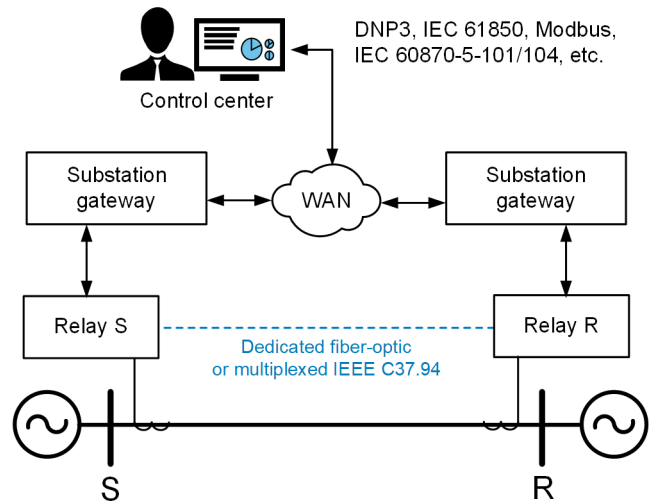 DNP3, IEC 61850, Modbus,
IEC 60870-5-101/104, etc.
Control center
Substation
gateway
WAN
Substation
gateway
Relay S
Relay R
Dedicated fiber-optic
or multiplexed IEEE C37.94
S
R